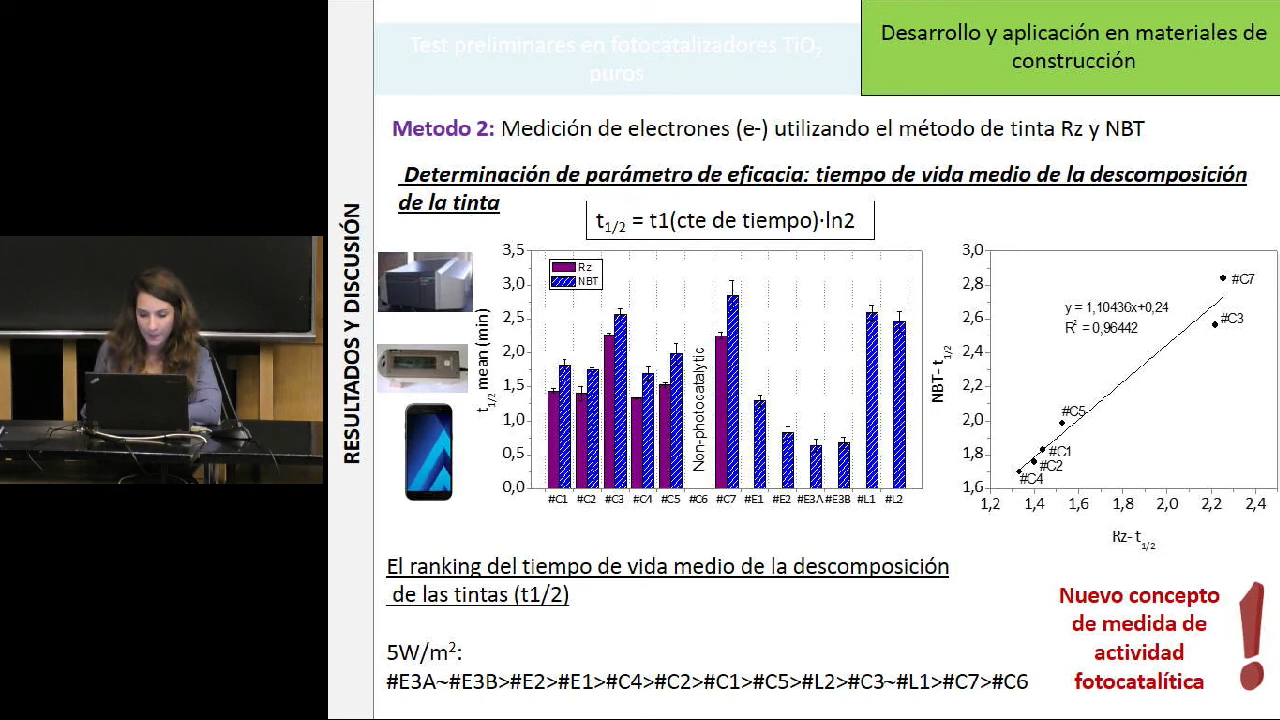 Test preliminares en fotocatalizadores TiO2
puros
Desarrollo y aplicación en materiales de
construcción
RESULTADOS Y DISCUSIÓN
Metodo 2: Medición de electrones (e-) utilizando el método de tinta Rz y NBT
Determinación de parámetro de eficacia: tiempo de vida medio de la descomposición
de la tinta
t1/2 = t1(cte de tiempo)·ln2
t1/2 mean (min)
3,5
3,0
2,5
2,0
1,5
1,0
0,5
0,0
Rz
NBT
Non-photocatalytic
#C1 #C2 #C3 #C4 #C5 #C6 #C7 #E1 #E2 #E3A #E3B #L1 #L2
NBT- t1/2
3,0
2,8
2,6
2,4
2,2
2,0
1,8
1,6
y = 1,10436x+0,24
R² = 0,96442
#C7
#C3
#C5
#C1
#C2
#C4
1,2 1,4 1,6 1,8 2,0 2,2 2,4
Rz-t1/2
El ranking del tiempo de vida medio de la descomposición
de las tintas (t1/2)
5W/m²:
#E3A~#E3B>#E2>#E1>#C4>#C2>#C1>#C5>#L2>#C3~#L1>#C7>#C6
Nuevo concepto
de medida de
actividad
fotocatalítica
!